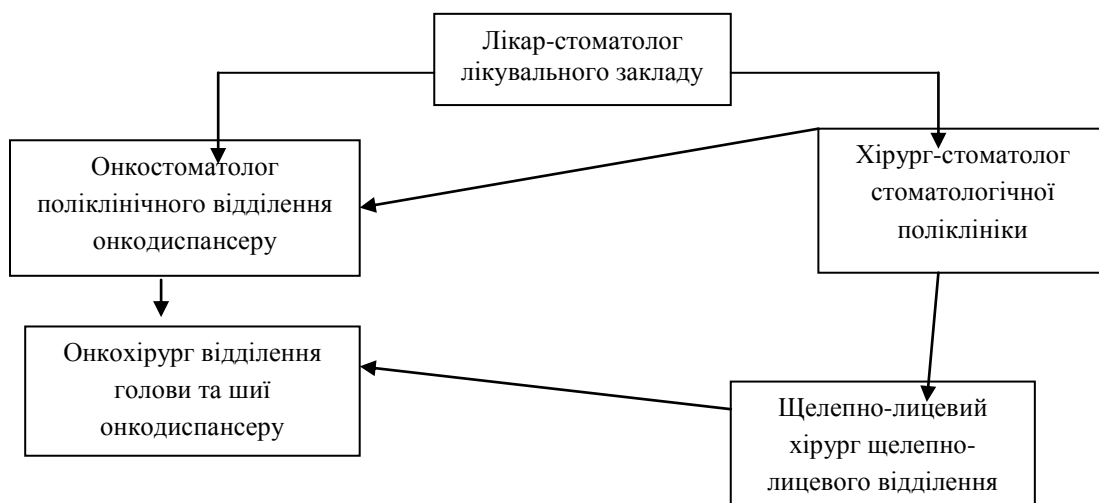 Лікар-стоматолог
лікувального закладу
Онкостоматолог
поліклінічного відділення
онкодиспансеру
Хірург-стоматолог
стоматологічної
поліклініки
Онкохірург відділення
голови та шиї
онкодиспансеру
Щелепно-лицевий
хірург щелепно-
лицевого відділення